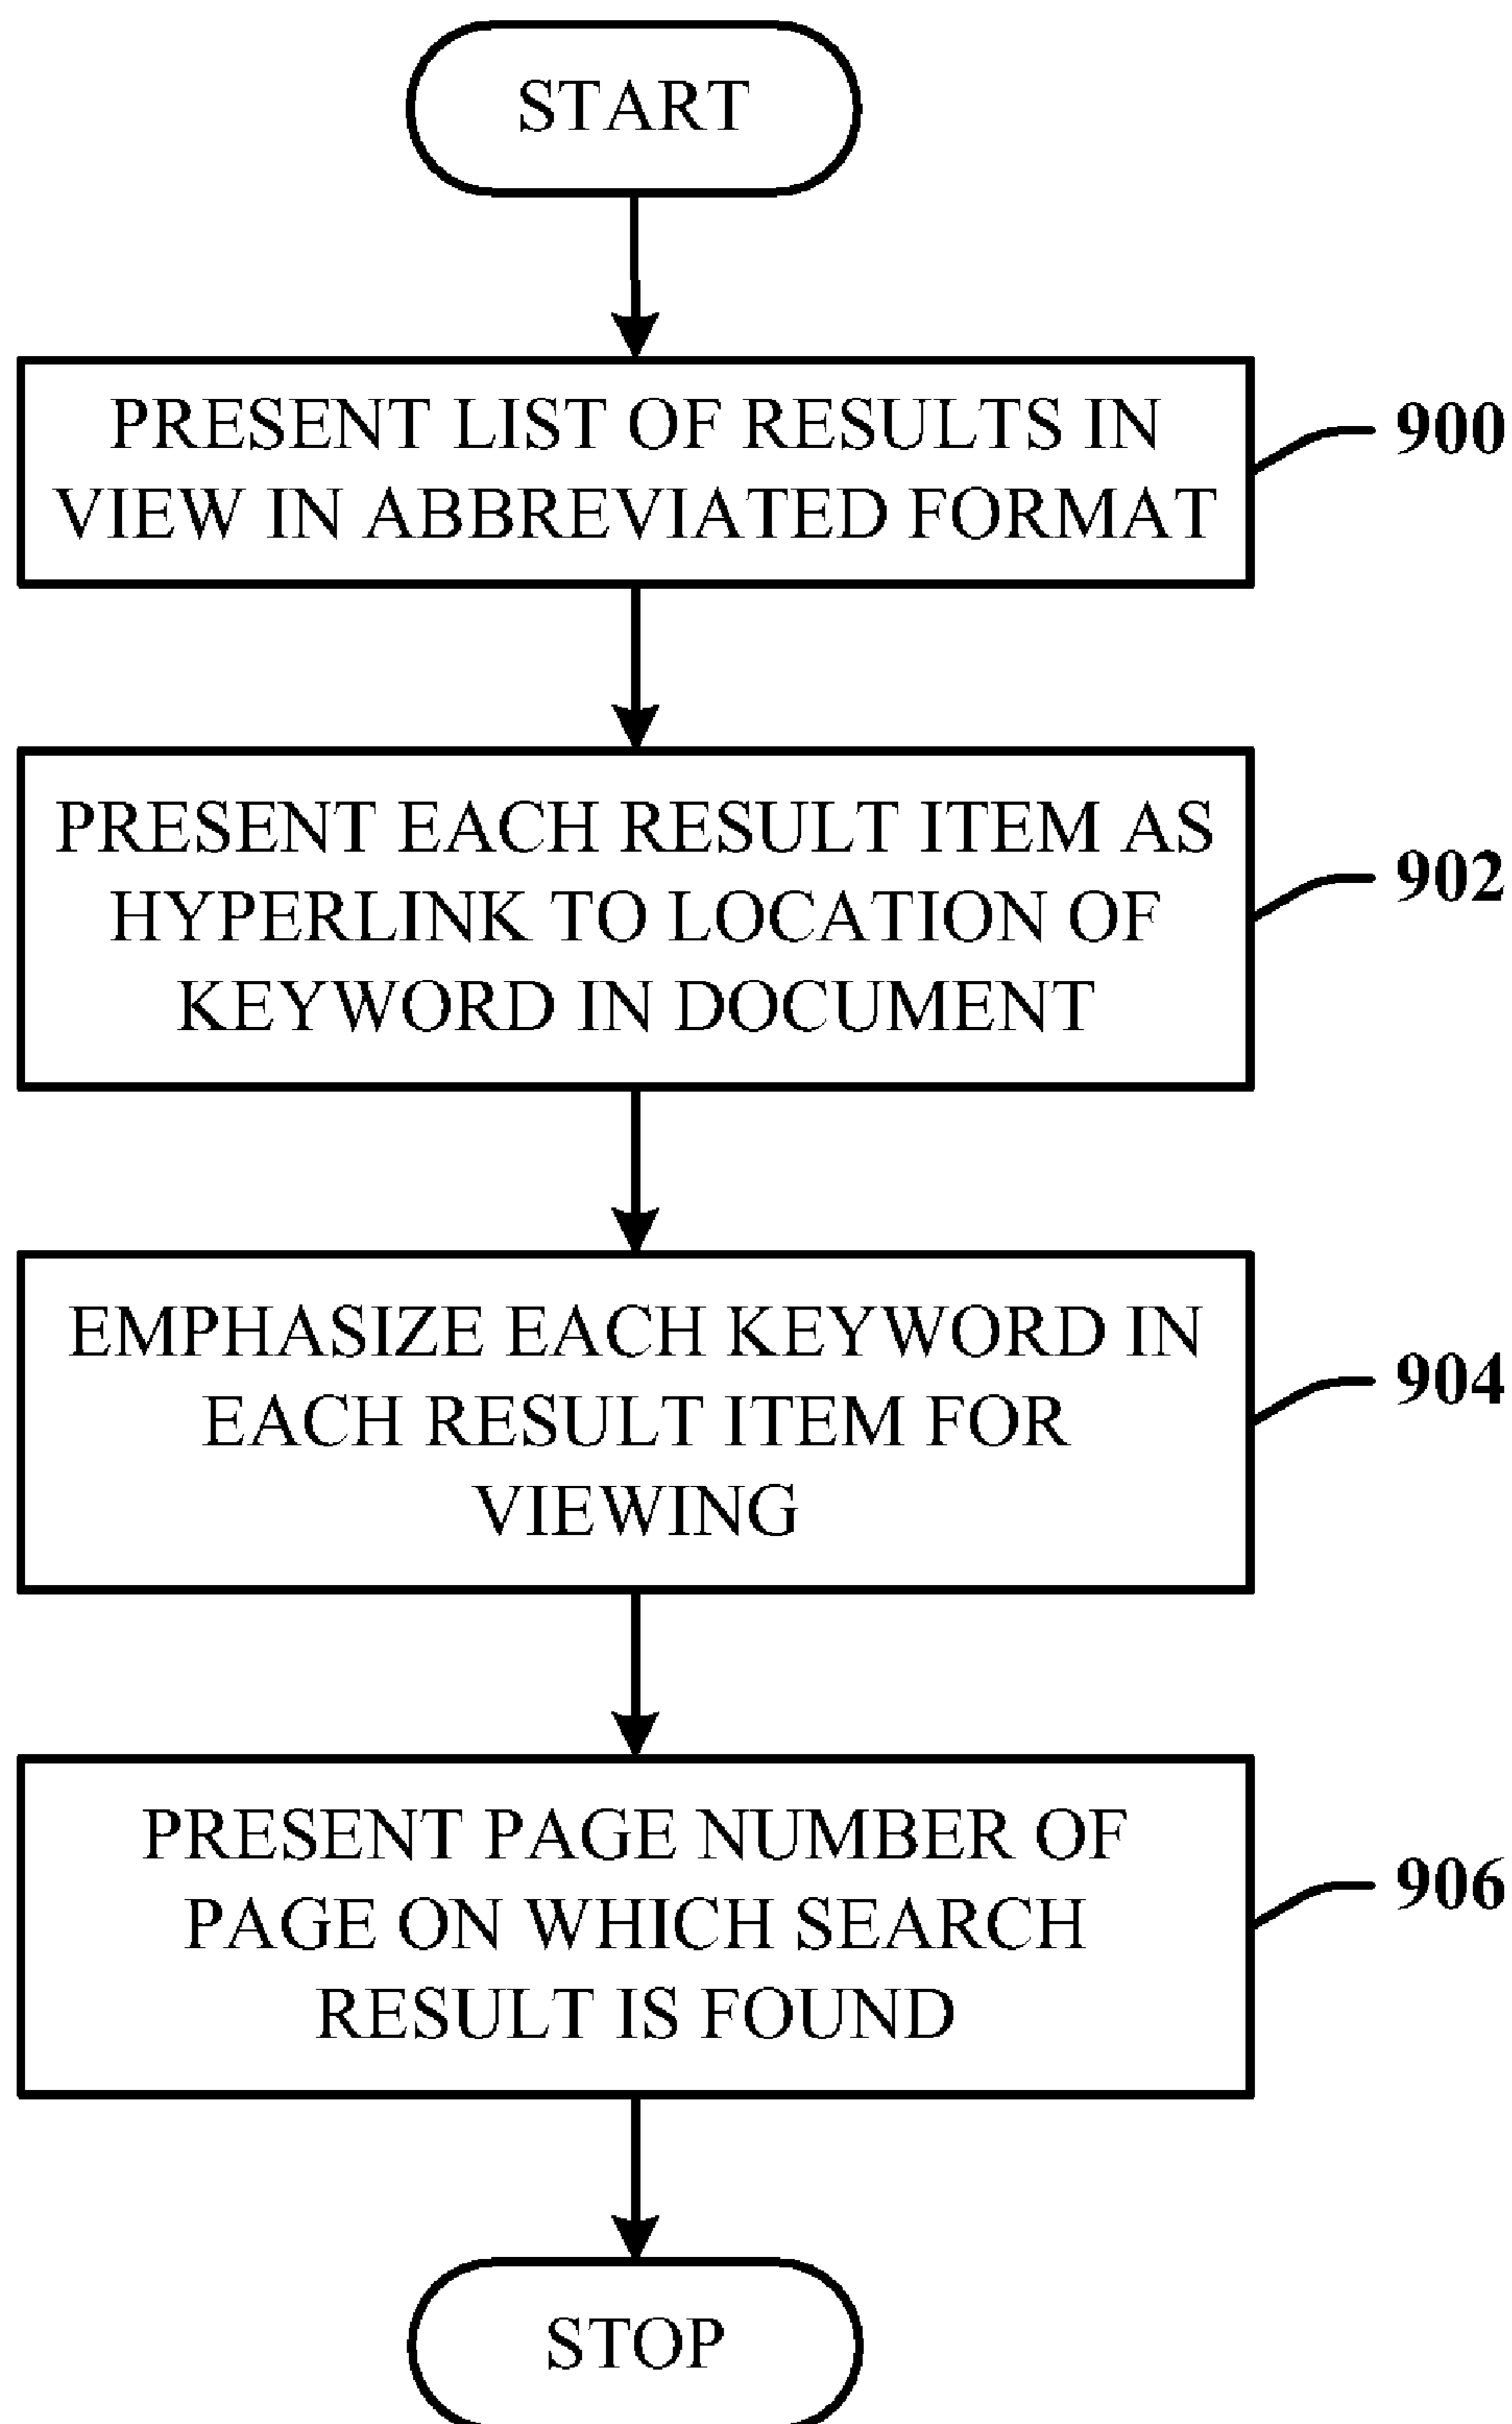 START
PRESENT LIST OF RESULTS IN
VIEW IN ABBREVIATED FORMAT
900
PRESENT EACH RESULT ITEM AS
HYPERLINK TO LOCATION OF
KEYWORD IN DOCUMENT
902
EMPHASIZE EACH KEYWORD IN
EACH RESULT ITEM FOR
VIEWING
904
PRESENT PAGE NUMBER OF
PAGE ON WHICH SEARCH
RESULT IS FOUND
906
STOP